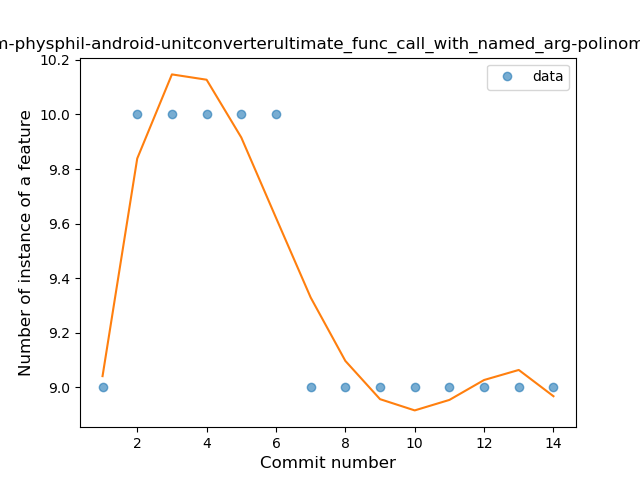 m-physphil-android-unitconverterultimate_func_call_with_named_arg-polinom
data
Number of instance of a feature
10.2
10.0
9.8
9.6
9.4
9.2
9.0
2 4 6 8 10 12 14
Commit number